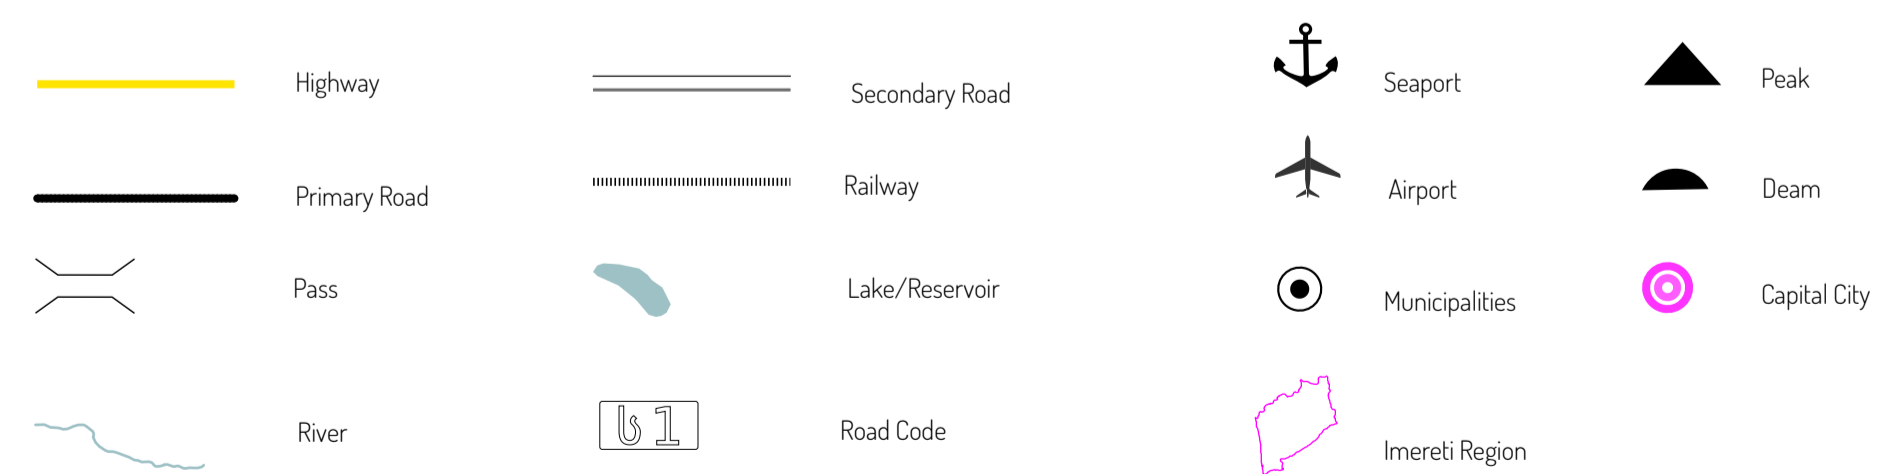 Highway
Secondary Road
Seaport
Peak
Primary Road
Railway
Airport
Deam
Pass
Lake/Reservoir
Municipalities
Capital City
River
ს 1
Road Code
Imereti Region